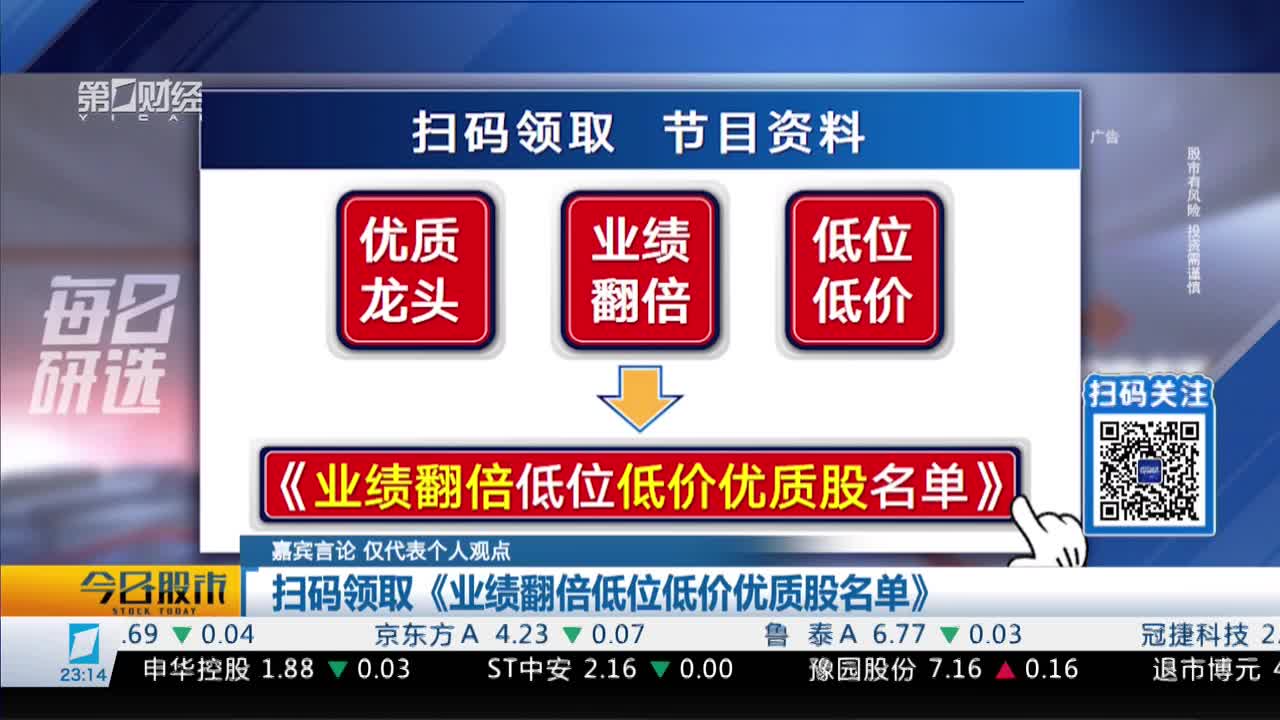 第一财经
YICAI
扫码领取 节目资料
广告
股市有风险 投资需谨慎
优质
龙头
业绩
翻倍
低位
低价
每日
研选
扫码关注
《业绩翻倍低位低价优质股名单》
嘉宾言论 仅代表个人观点
今日股市
STOCK TODAY
扫码领取《业绩翻倍低位低价优质股名单》
.69 ▼ 0.04 京东方A 4.23 ▼ 0.07 鲁 泰A 6.77 ▼ 0.03 冠捷科技 2.
23:14
申华控股 1.88 ▼ 0.03 ST中安 2.16 ▼ 0.00 豫园股份 7.16 ▲ 0.16 退市博元 4